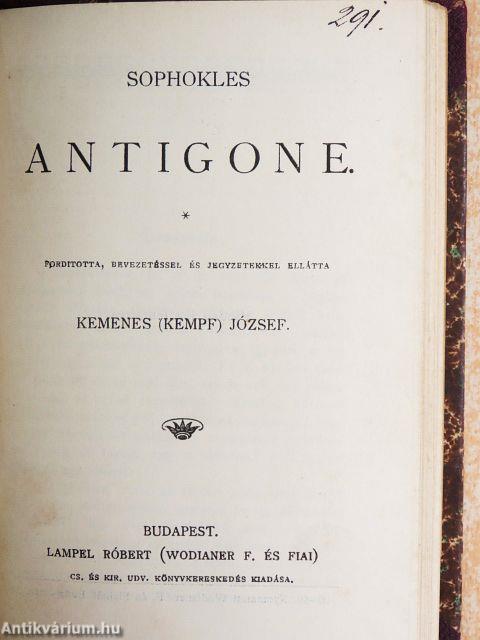 291.
SOPHOKLES
ANTIGONE.
*
FORDITOTTA, BEVEZETÉSSEL ÉS JEGYZETEKKEL ELLÁTTA
KEMENES (KEMPF) JÓZSEF.
BUDAPEST.
LAMPEL RÓBERT (WODIANER F. ÉS FIAI)
CS. ÉS KIR. UDV. KÖNYVKERESKEDÉS KIADÁSA.
Antikvárium.hu